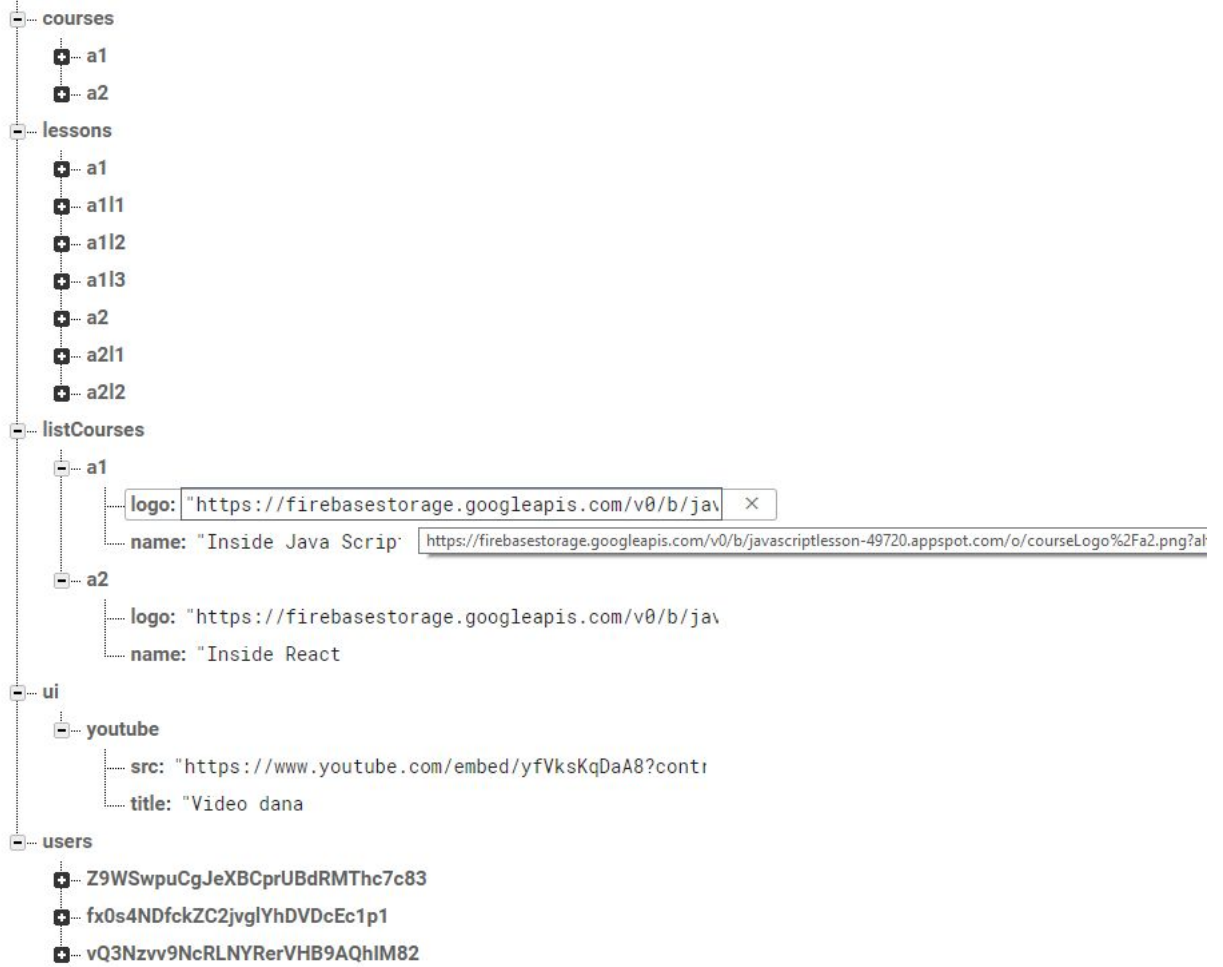 courses
a1
a2
lessons
a1
a1l1
a1l2
a1l3
a2
a2l1
a2l2
listCourses
a1
logo: "https://firebasestorage.googleapis.com/v0/b/jav
name: "Inside Java Scrip
https://firebasestorage.googleapis.com/v0/b/javascriptlesson-49720.appspot.com/o/courseLogo%2Fa2.png?al
a2
logo: "https://firebasestorage.googleapis.com/v0/b/jav
name: "Inside React
ui
youtube
src: "https://www.youtube.com/embed/yfVksKqDaA8?contr
title: "Video dana
users
Z9WSwpuCgJeXBCprUBdRMThc7c83
fx0s4NDfckZC2jvglYhDVDcEc1p1
vQ3Nzvv9NcRLNYRerVHB9AQhIM82